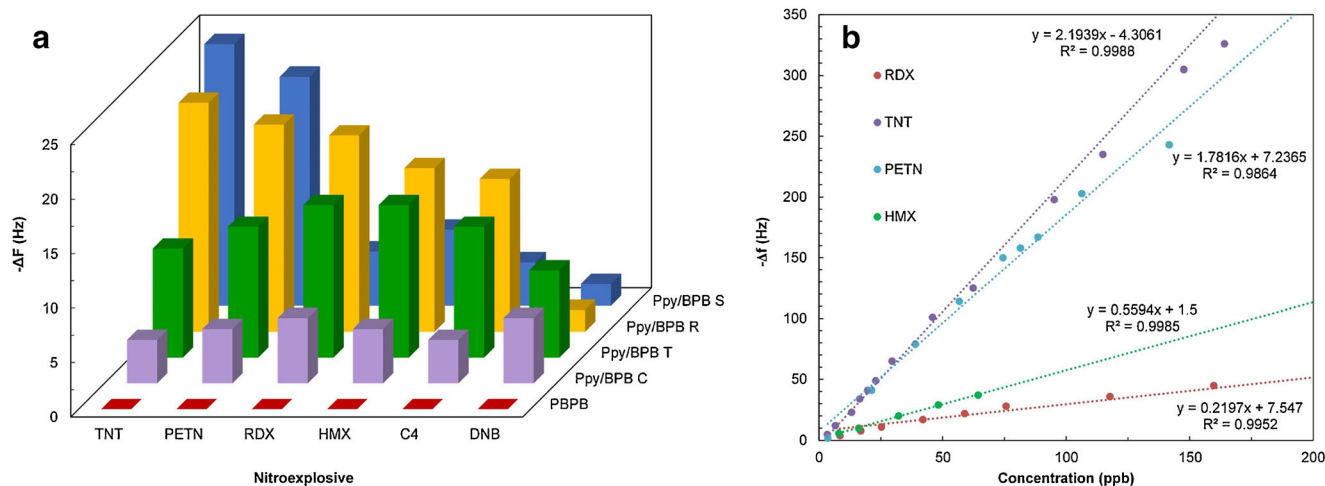 a
25
20
15
10
5
0
-ΔF (Hz)
TNT PETN RDX HMX C4 DNB
Nitroexplosive
Ppy/BPB S
Ppy/BPB R
Ppy/BPB T
Ppy/BPB C
PBPB
b
350
300
250
200
150
100
50
0
-Δf (Hz)
0 50 100 150 200
Concentration (ppb)
RDX
TNT
PETN
HMX
y = 2.1939x - 4.3061
R² = 0.9988
y = 1.7816x + 7.2365
R² = 0.9864
y = 0.5594x + 1.5
R² = 0.9985
y = 0.2197x + 7.547
R² = 0.9952